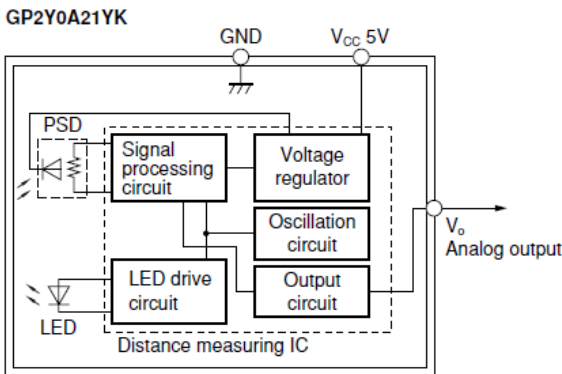 GP2Y0A21YK
GND
VCC 5V
PSD
Signal
processing
circuit
Voltage
regulator
Oscillation
circuit
Vo
Analog output
LED drive
circuit
Output
circuit
LED
Distance measuring IC